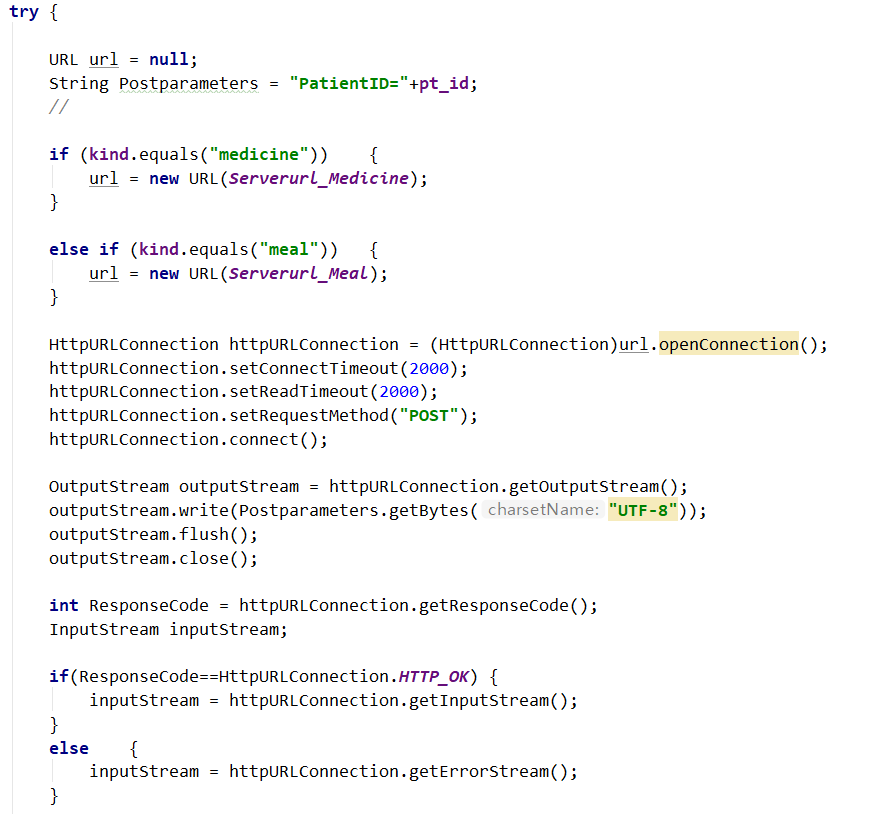 try {
URL url = null;
String Postparameters = "PatientID="+pt_id;
//
if (kind.equals("medicine"))    {
url = new URL(Serverurl_Medicine);
}
else if (kind.equals("meal"))   {
url = new URL(Serverurl_Meal);
}
HttpURLConnection httpURLConnection = (HttpURLConnection)url.openConnection();
httpURLConnection.setConnectTimeout(2000);
httpURLConnection.setReadTimeout(2000);
httpURLConnection.setRequestMethod("POST");
httpURLConnection.connect();
OutputStream outputStream = httpURLConnection.getOutputStream();
outputStream.write(Postparameters.getBytes( charsetName: "UTF-8"));
outputStream.flush();
outputStream.close();
int ResponseCode = httpURLConnection.getResponseCode();
InputStream inputStream;
if(ResponseCode==HttpURLConnection.HTTP_OK) {
inputStream = httpURLConnection.getInputStream();
}
else    {
inputStream = httpURLConnection.getErrorStream();
}